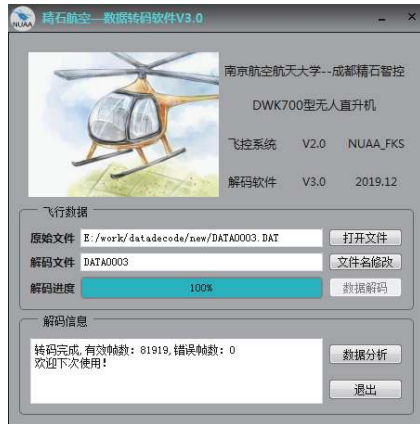 NUAA 精石航空—数据转码软件V3.0
南京航空航天大学--成都精石智控
DWK700型无人直升机
飞控系统 V2.0 NUAA_FKS
解码软件 V3.0 2019.12
飞行数据
原始文件 E:/work/datadecode/new/DATA0003.DAT 打开文件
解码文件 DATA0003 文件名修改
解码进度 100% 数据解码
解码信息
转码完成,有效帧数: 81919,错误帧数: 0
欢迎下次使用!
数据分析
退出